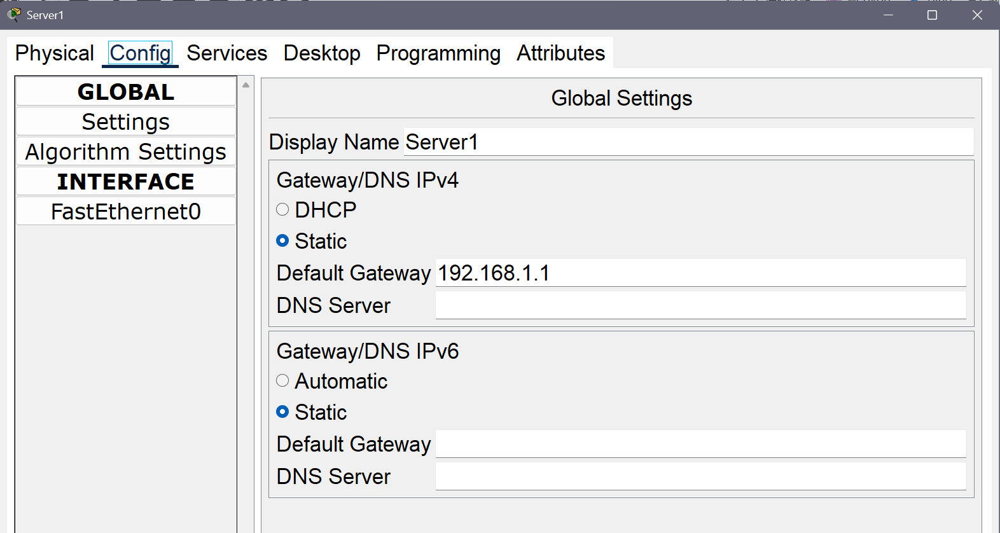 Server1
Physical Config Services Desktop Programming Attributes
GLOBAL
Settings
Algorithm Settings
INTERFACE
FastEthernet0
Global Settings
Display Name Server1
Gateway/DNS IPv4
DHCP
Static
Default Gateway 192.168.1.1
DNS Server
Gateway/DNS IPv6
Automatic
Static
Default Gateway
DNS Server